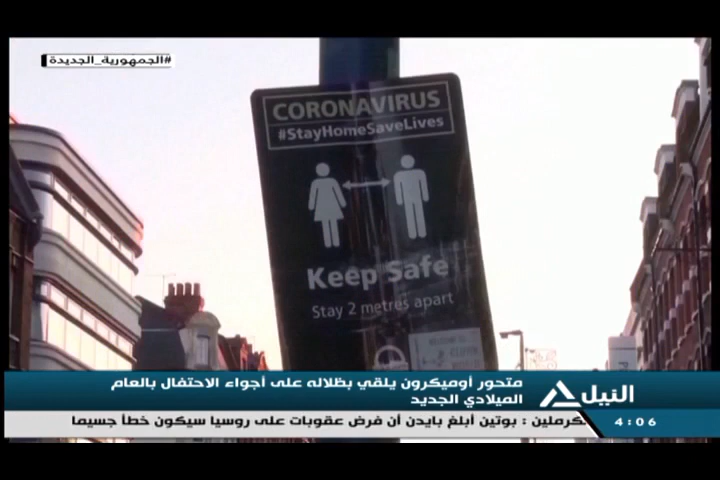 #الجمهورية_الجديدة
CORONAVIRUS
#StayHomeSaveLives
Keep Safe
Stay 2 metres apart
متحور أوميكرون يلقي بظلاله على أجواء الاحتفال بالعام
الميلادي الجديد
النيل
لكرملين : بوتين أبلغ بايدن أن فرض عقوبات على روسيا سيكون خطأ جسيما
4:06